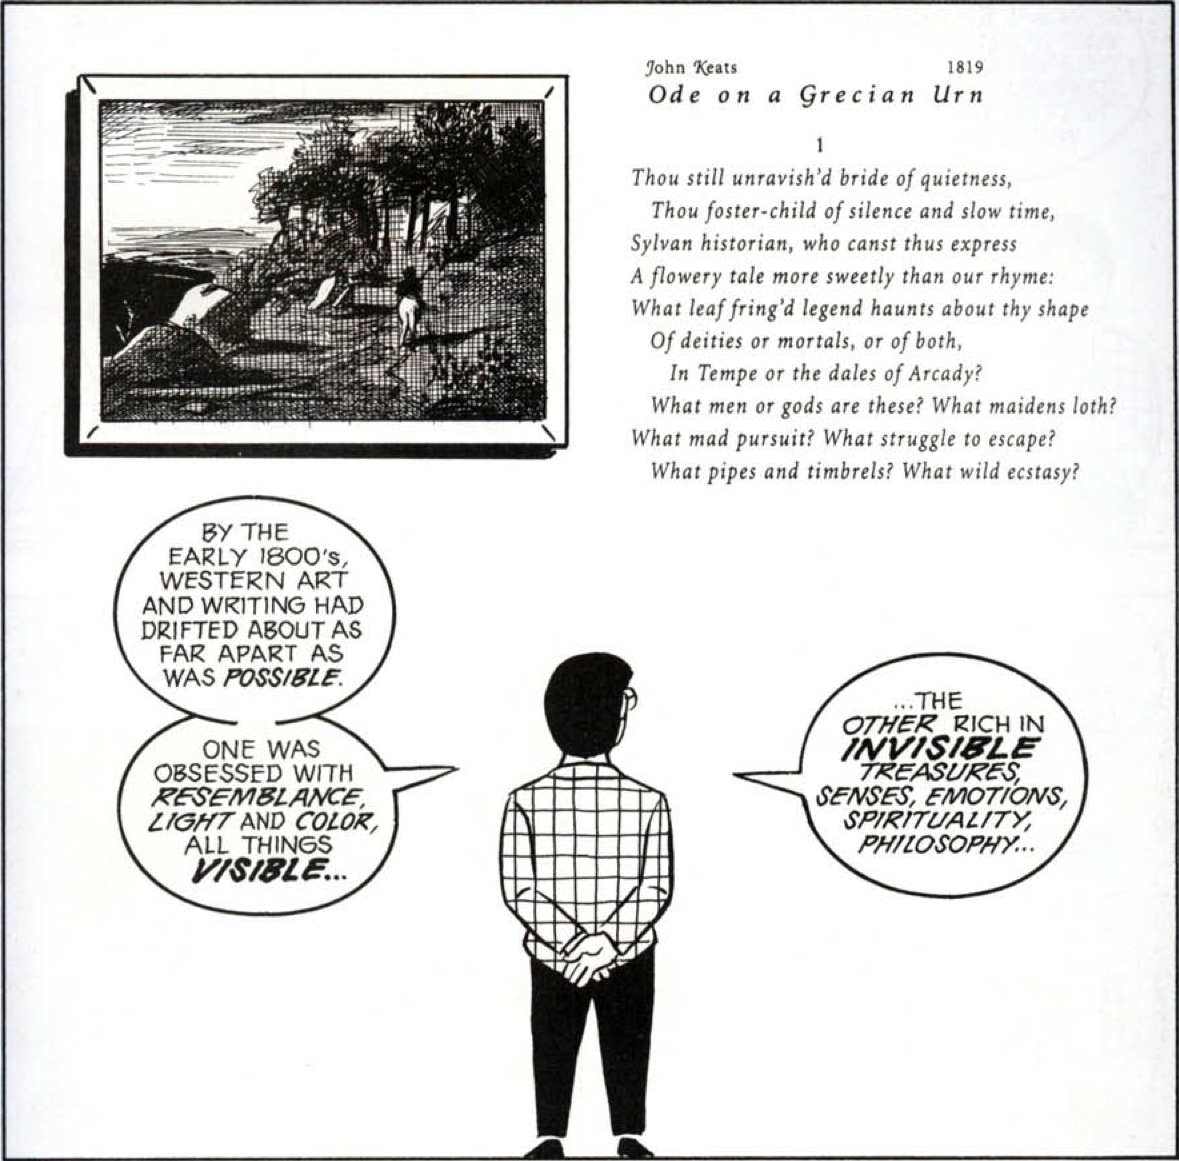 John Keats 1819
Ode on a Grecian Urn
1
Thou still unravish'd bride of quietness,
Thou foster-child of silence and slow time,
Sylvan historian, who canst thus express
A flowery tale more sweetly than our rhyme:
What leaf fring'd legend haunts about thy shape
Of deities or mortals, or of both,
In Tempe or the dales of Arcady?
What men or gods are these? What maidens loth?
What mad pursuit? What struggle to escape?
What pipes and timbrels? What wild ecstasy?
BY THE
EARLY 1800's,
WESTERN ART
AND WRITING HAD
DRIFTED ABOUT AS
FAR APART AS
WAS POSSIBLE.
ONE WAS
OBSESSED WITH
RESEMBLANCE,
LIGHT AND COLOR,
ALL THINGS
VISIBLE...
...THE
OTHER RICH IN
INVISIBLE
TREASURES,
SENSES, EMOTIONS,
SPIRITUALITY,
PHILOSOPHY...